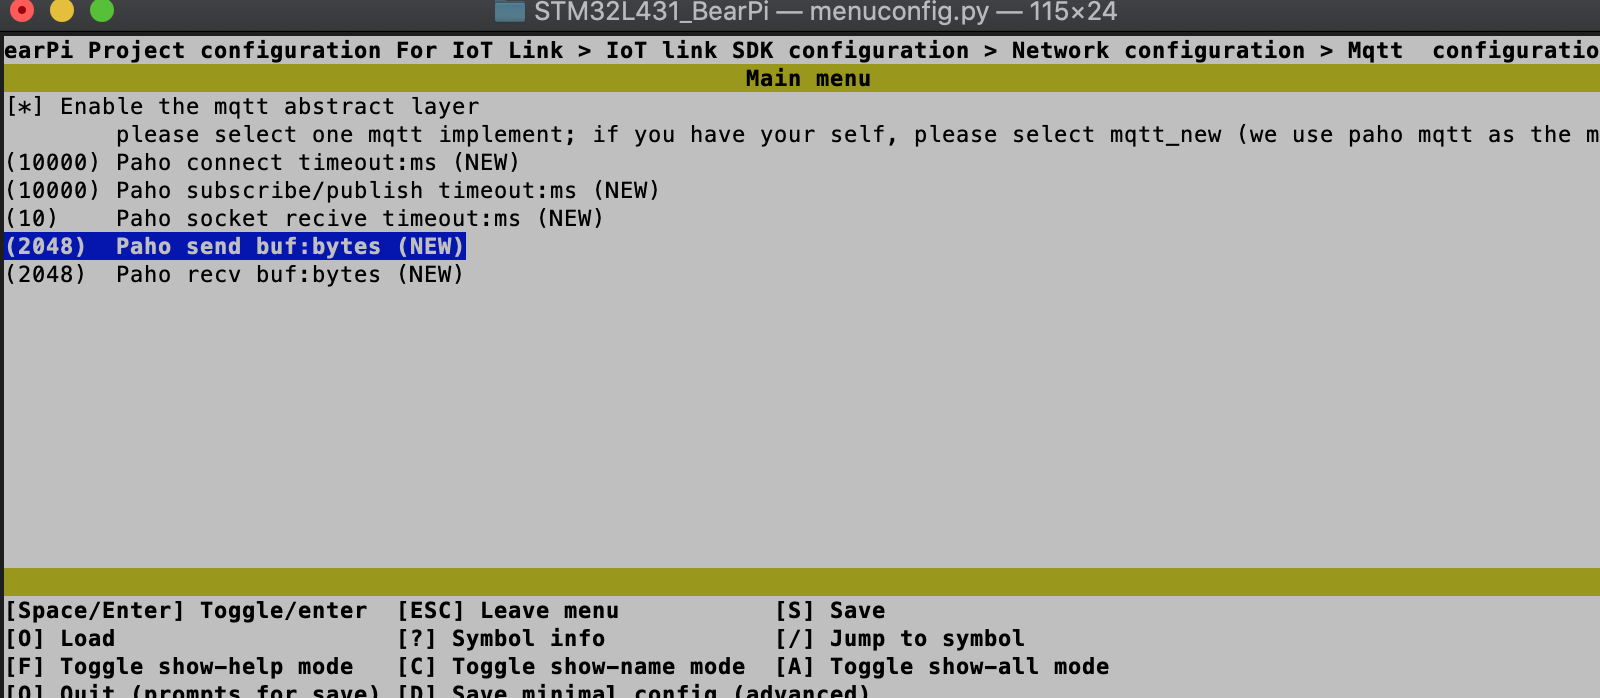 STM32L431_BearPi — menuconfig.py — 115×24
earPi Project configuration For IoT Link > IoT link SDK configuration > Network configuration > Mqtt  configuratio
Main menu
[*] Enable the mqtt abstract layer
please select one mqtt implement; if you have your self, please select mqtt_new (we use paho mqtt as the m
(10000) Paho connect timeout:ms (NEW)
(10000) Paho subscribe/publish timeout:ms (NEW)
(10)    Paho socket recive timeout:ms (NEW)
(2048)  Paho send buf:bytes (NEW)
(2048)  Paho recv buf:bytes (NEW)
[Space/Enter] Toggle/enter  [ESC] Leave menu           [S] Save
[O] Load                    [?] Symbol info            [/] Jump to symbol
[F] Toggle show-help mode   [C] Toggle show-name mode  [A] Toggle show-all mode
[Q] Quit (prompts for save) [D] Save minimal config (advanced)